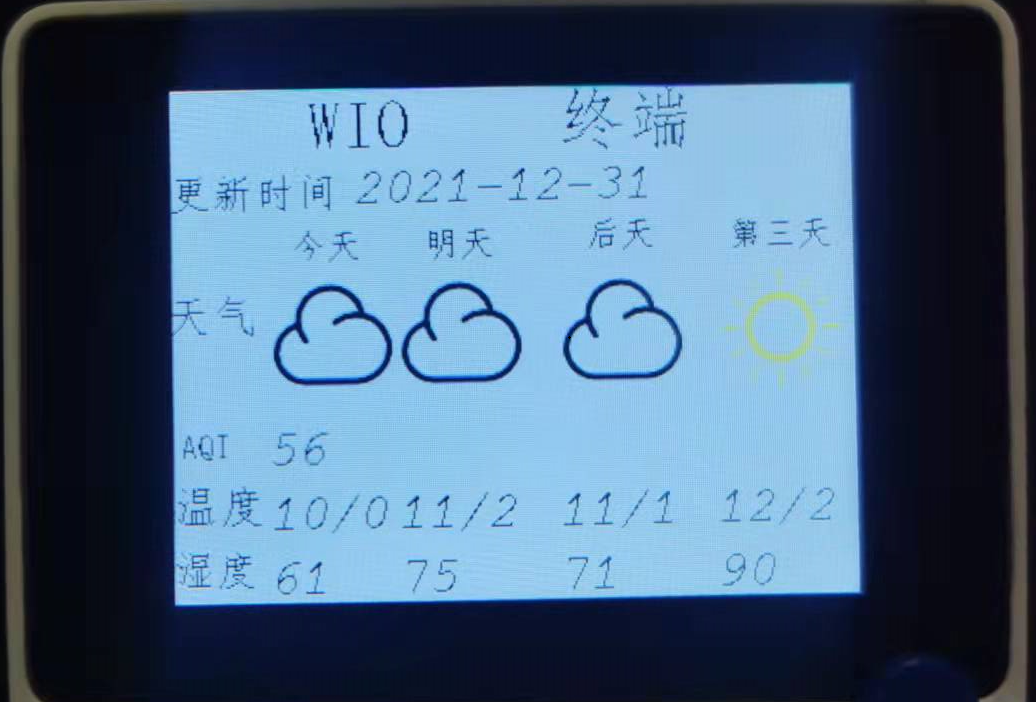 WIO 终端
更新时间 2021-12-31
今天 明天 后天 第三天
天气
AQI 56
温度 10/0 11/2 11/1 12/2
湿度 61 75 71 90